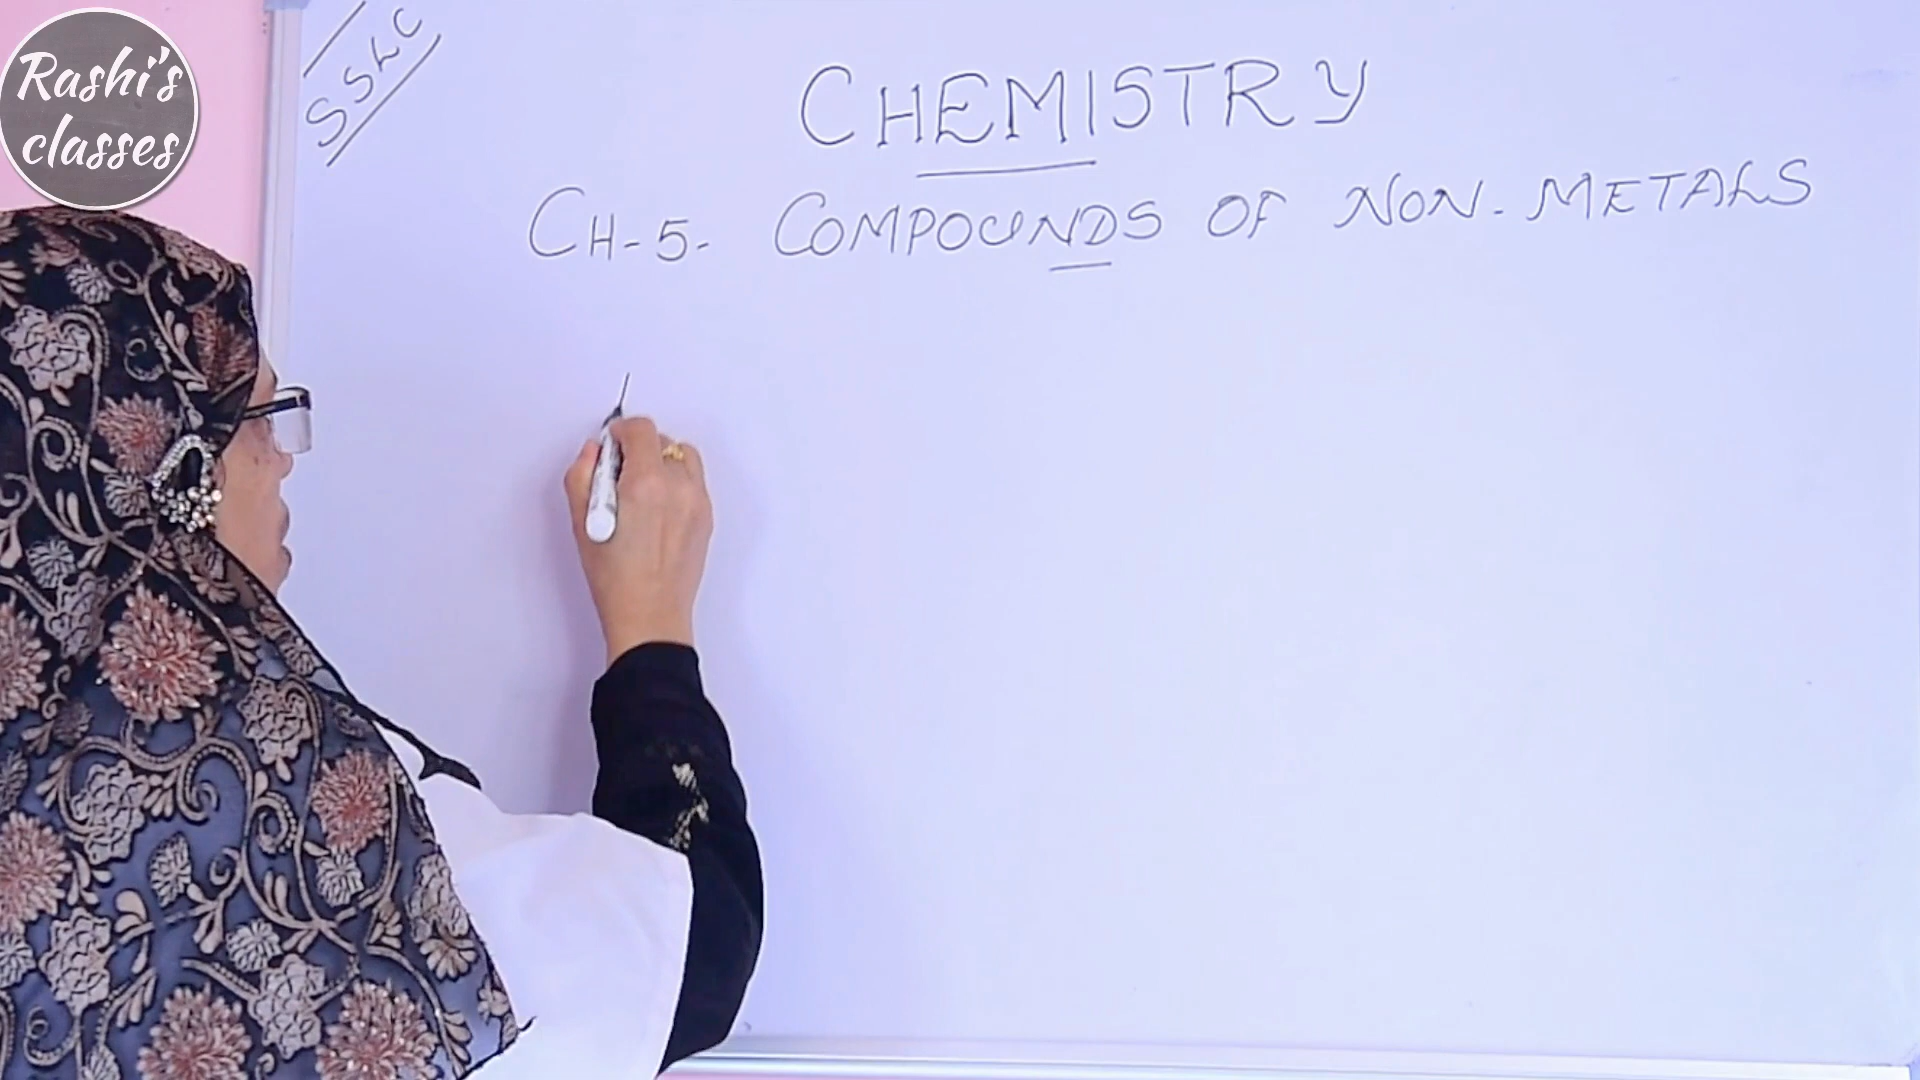 Rashi's
classes
SSLC
CHEMISTRY
CH-5- COMPOUNDS OF NON-METALS